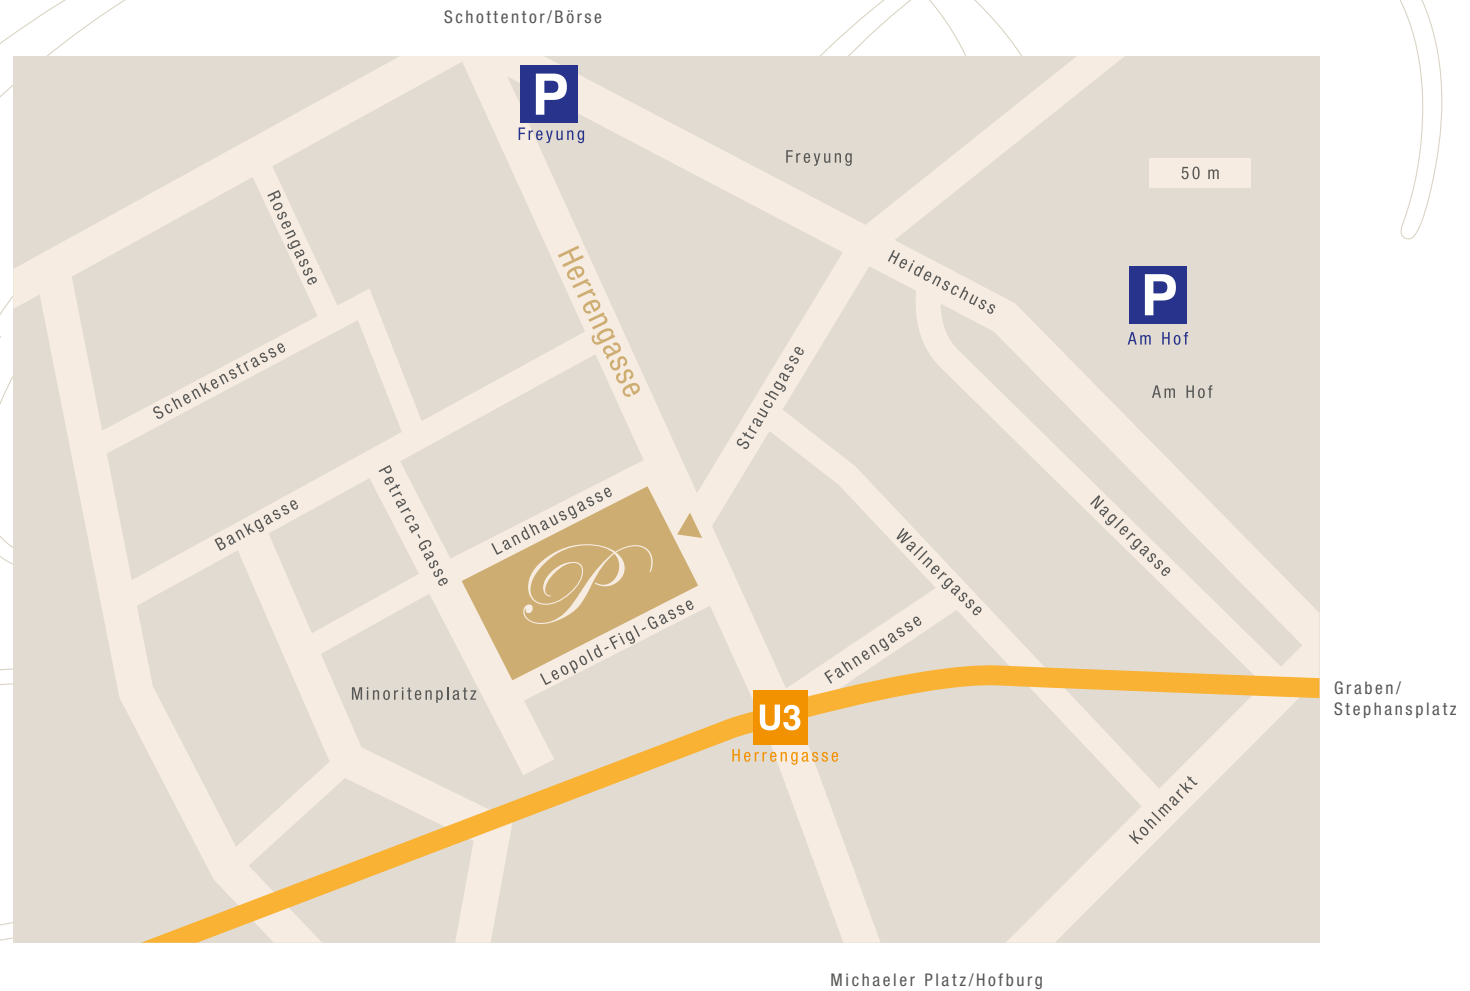 Schottentor/Börse
P
Freyung
Freyung
50 m
Rosengasse
Herrengasse
Heidenschuss
P
Am Hof
Am Hof
Schenkenstrasse
Strauchgasse
Petrarca-Gasse
Bankgasse
Landhausgasse
Naglergasse
Wallnergasse
P
Leopold-Figl-Gasse
Fahnengasse
Minoritenplatz
U3
Herrengasse
Graben/
Stephansplatz
Kohlmarkt
Michaeler Platz/Hofburg